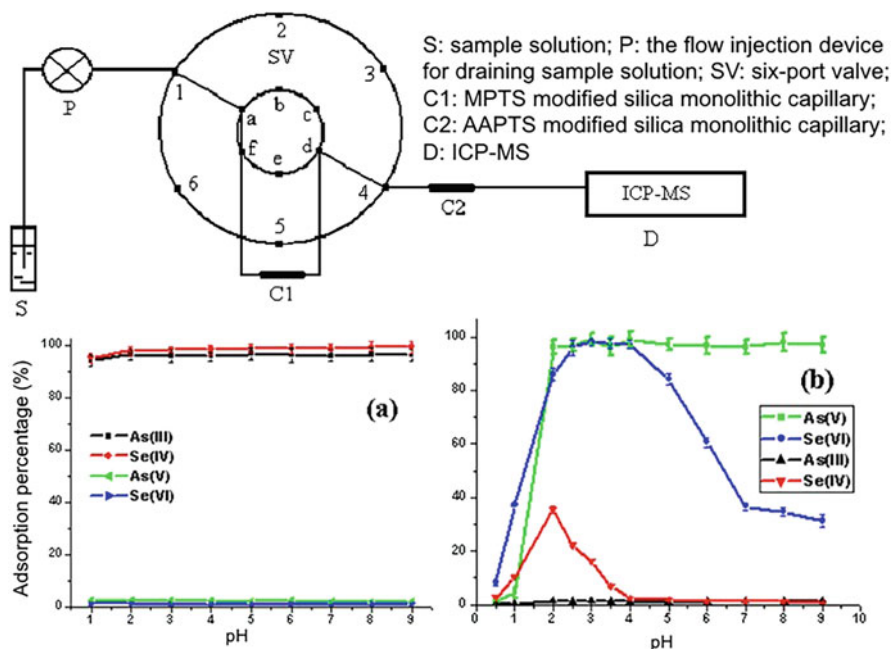 S: sample solution; P: the flow injection device
for draining sample solution; SV: six-port valve;
C1: MPTS modified silica monolithic capillary;
C2: AAPTS modified silica monolithic capillary;
D: ICP-MS
P
S
SV
1
2
3
4
5
6
a
b
c
d
e
f
C1
C2
ICP-MS
D
Adsorption percentage (%)
100
80
60
40
20
0
(a)
As(III)
Se(IV)
As(V)
Se(VI)
1 2 3 4 5 6 7 8 9
pH
100
80
60
40
20
0
(b)
As(V)
Se(VI)
As(III)
Se(IV)
0 1 2 3 4 5 6 7 8 9 10
pH